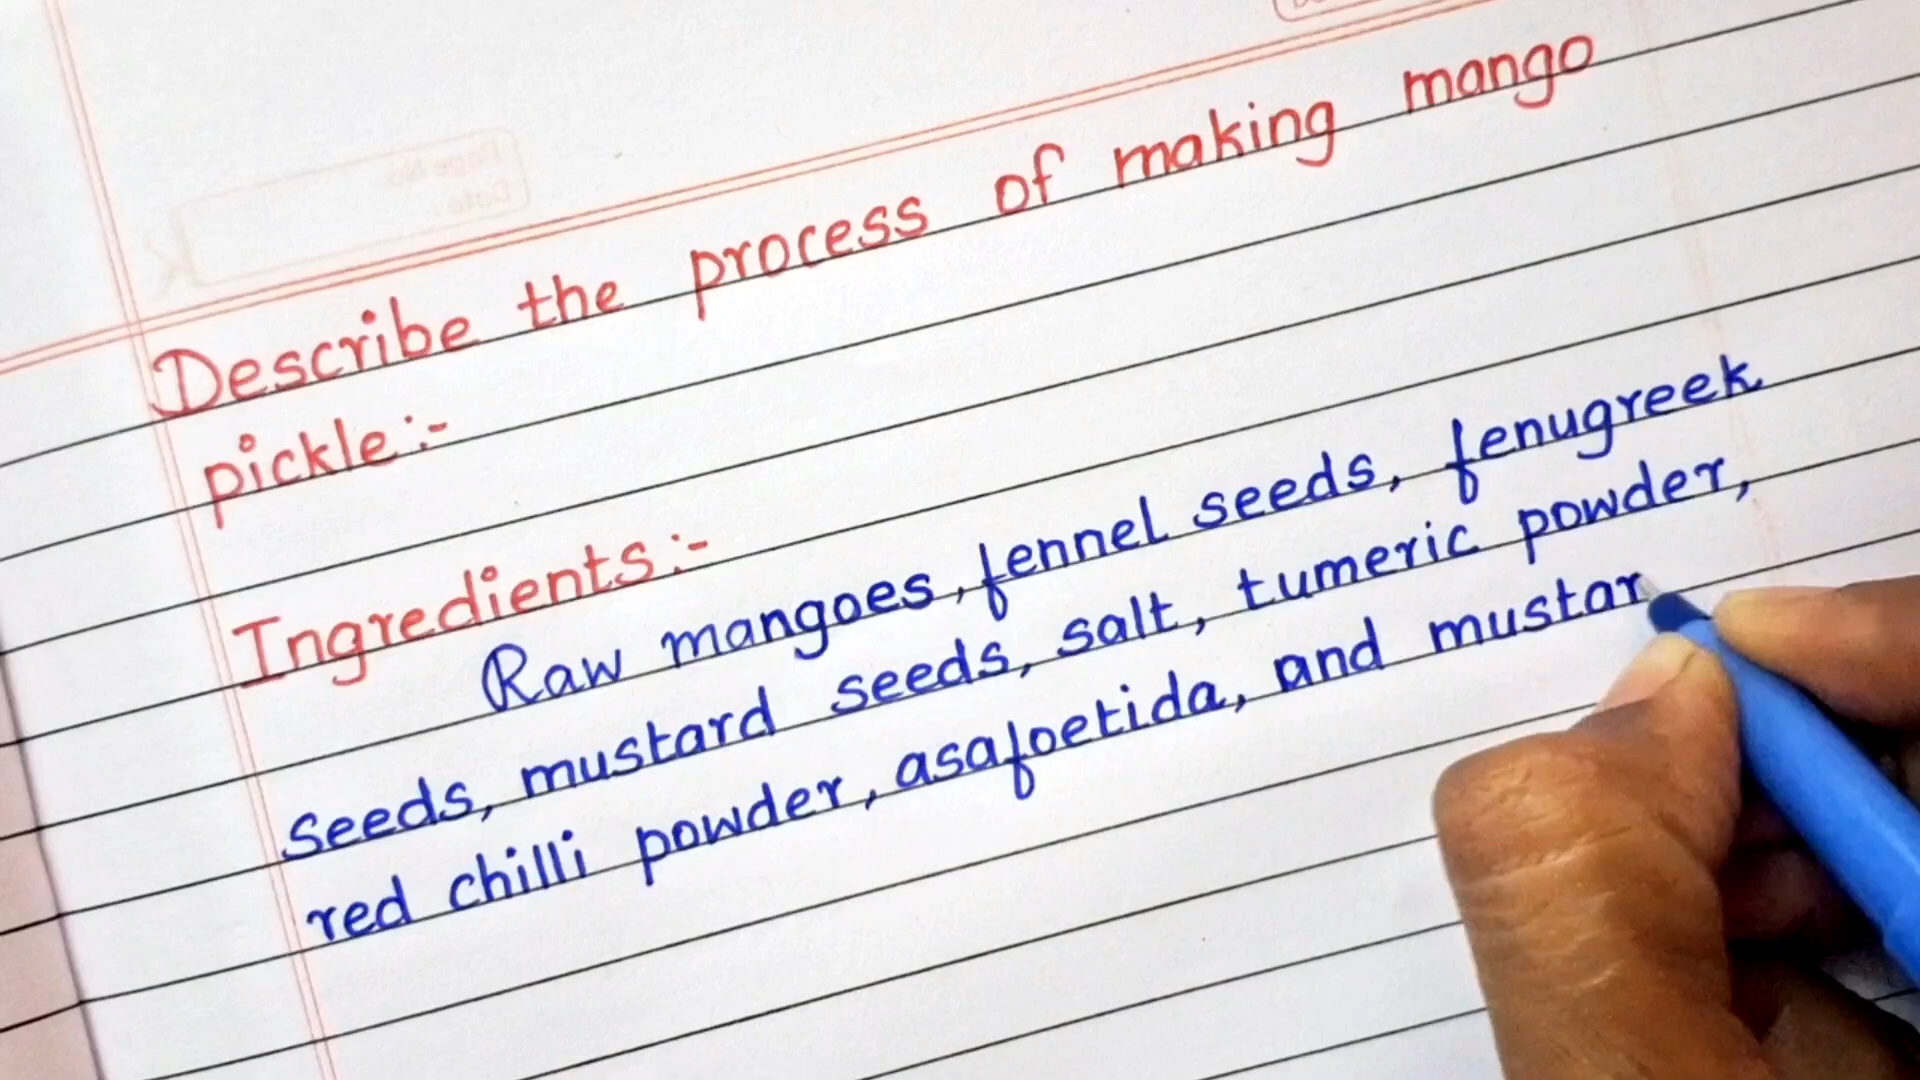 Describe the process of making mango
pickle:-
Ingredients:-
Raw mangoes, fennel seeds, fenugreek
seeds, mustard seeds, salt, tumeric powder,
red chilli powder, asafoetida, and mustar